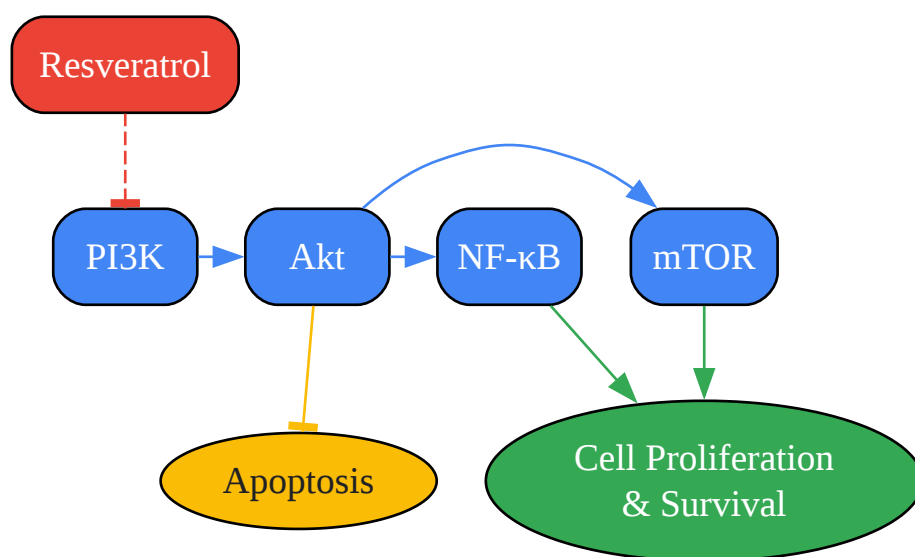 Resveratrol
PI3K
Akt
NF-κB
mTOR
Apoptosis
Cell Proliferation
& Survival